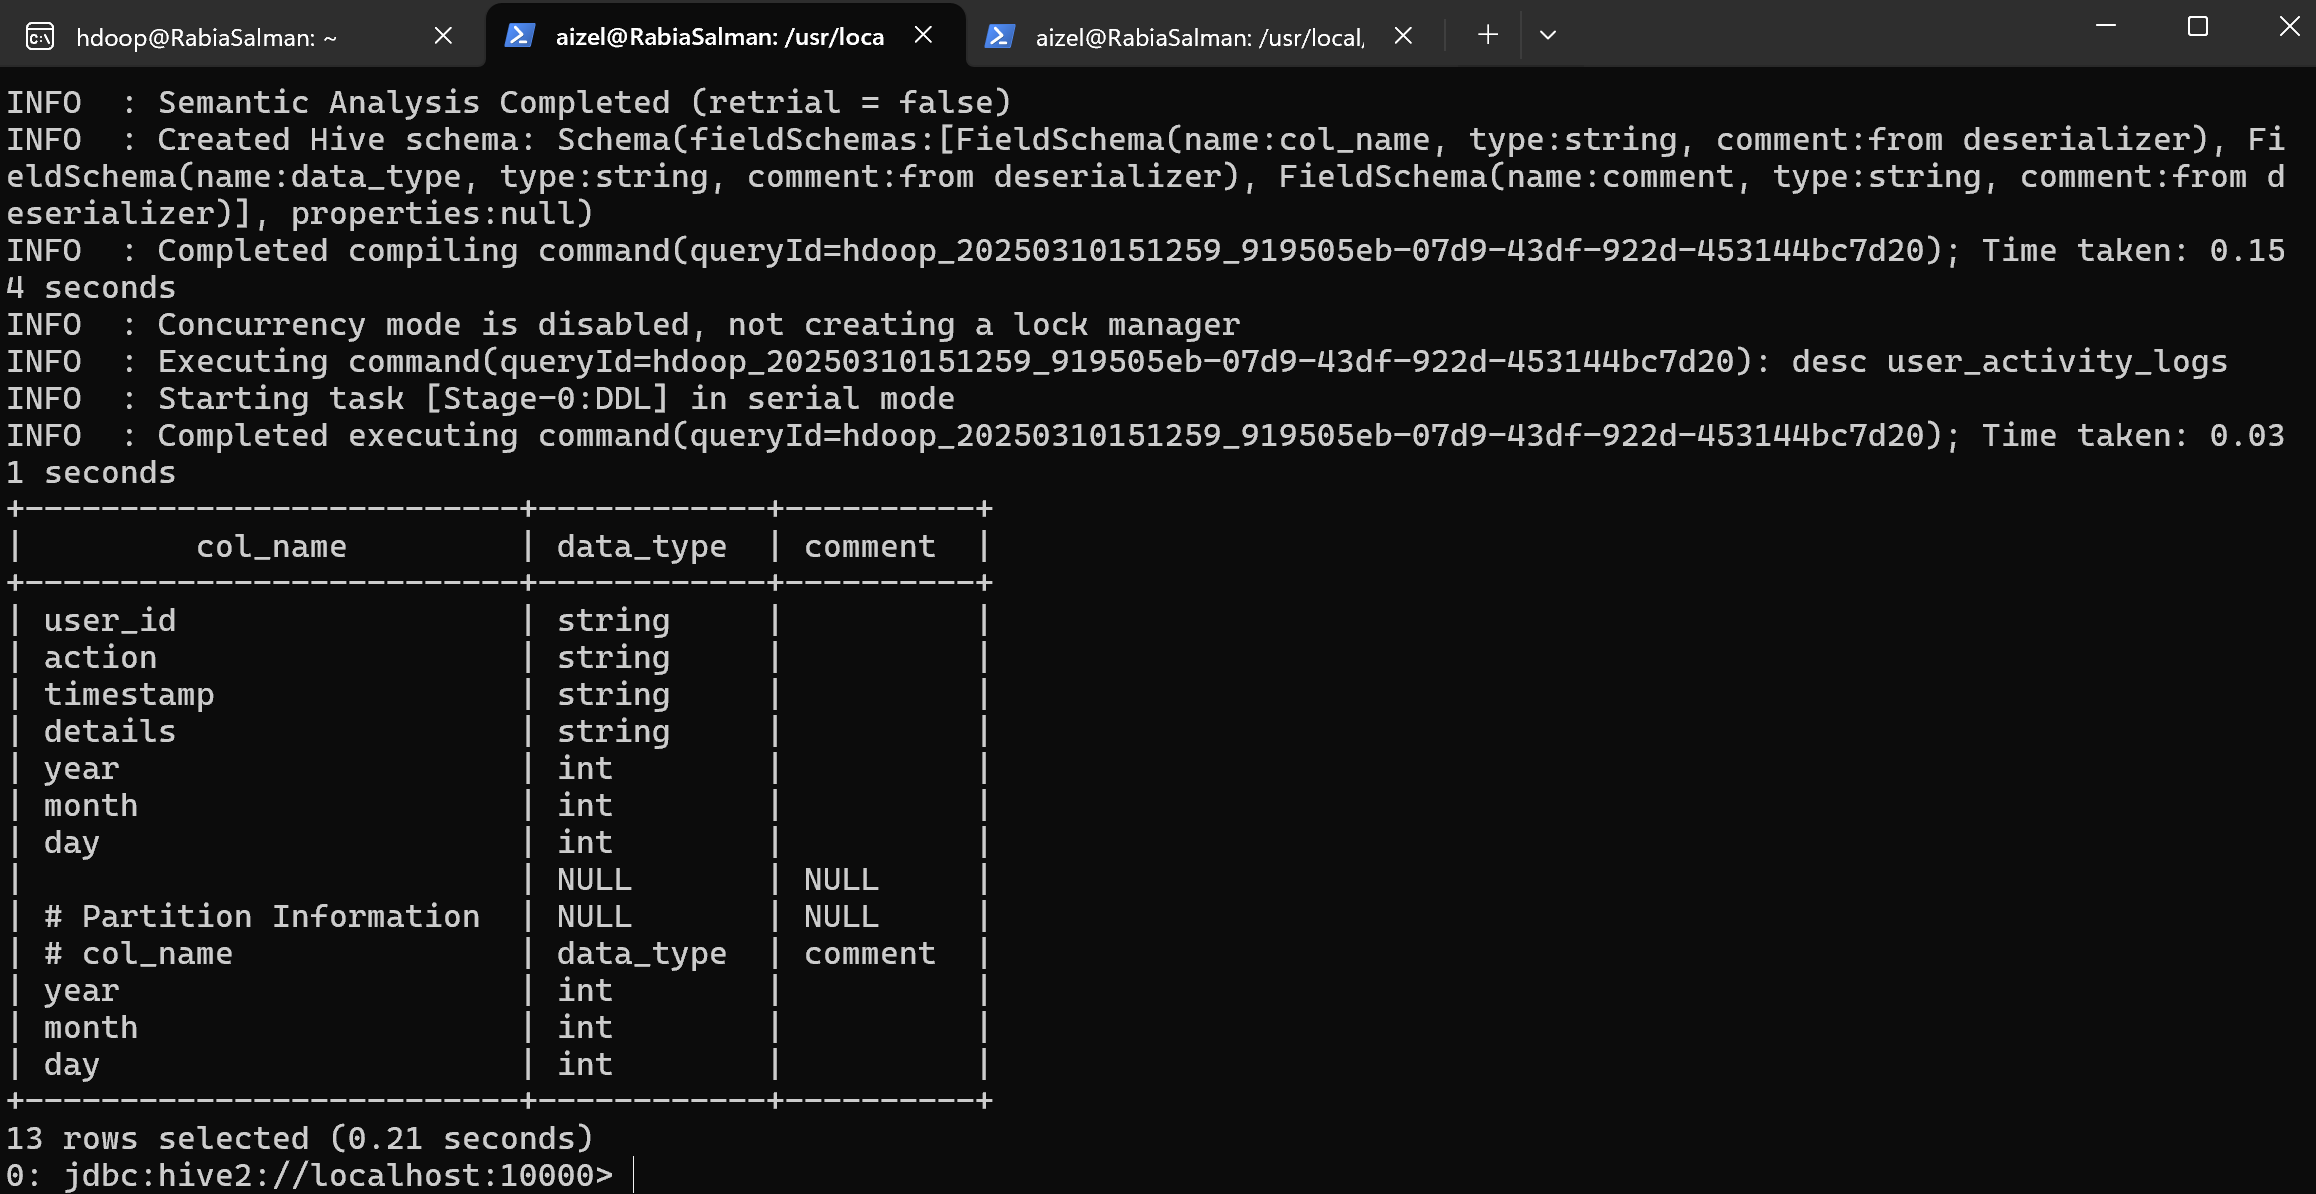 hdoop@RabiaSalman: ~
aizel@RabiaSalman: /usr/loca
aizel@RabiaSalman: /usr/local,
INFO  : Semantic Analysis Completed (retrial = false)
INFO  : Created Hive schema: Schema(fieldSchemas:[FieldSchema(name:col_name, type:string, comment:from deserializer), Fi
eldSchema(name:data_type, type:string, comment:from deserializer), FieldSchema(name:comment, type:string, comment:from d
eserializer)], properties:null)
INFO  : Completed compiling command(queryId=hdoop_20250310151259_919505eb-07d9-43df-922d-453144bc7d20); Time taken: 0.15
4 seconds
INFO  : Concurrency mode is disabled, not creating a lock manager
INFO  : Executing command(queryId=hdoop_20250310151259_919505eb-07d9-43df-922d-453144bc7d20): desc user_activity_logs
INFO  : Starting task [Stage-0:DDL] in serial mode
INFO  : Completed executing command(queryId=hdoop_20250310151259_919505eb-07d9-43df-922d-453144bc7d20); Time taken: 0.03
1 seconds
+--------------------------+------------+----------+
|         col_name         | data_type  | comment  |
+--------------------------+------------+----------+
| user_id                  | string     |          |
| action                   | string     |          |
| timestamp                | string     |          |
| details                  | string     |          |
| year                     | int        |          |
| month                    | int        |          |
| day                      | int        |          |
|                          | NULL       | NULL     |
| # Partition Information  | NULL       | NULL     |
| # col_name               | data_type  | comment  |
| year                     | int        |          |
| month                    | int        |          |
| day                      | int        |          |
+--------------------------+------------+----------+
13 rows selected (0.21 seconds)
0: jdbc:hive2://localhost:10000>